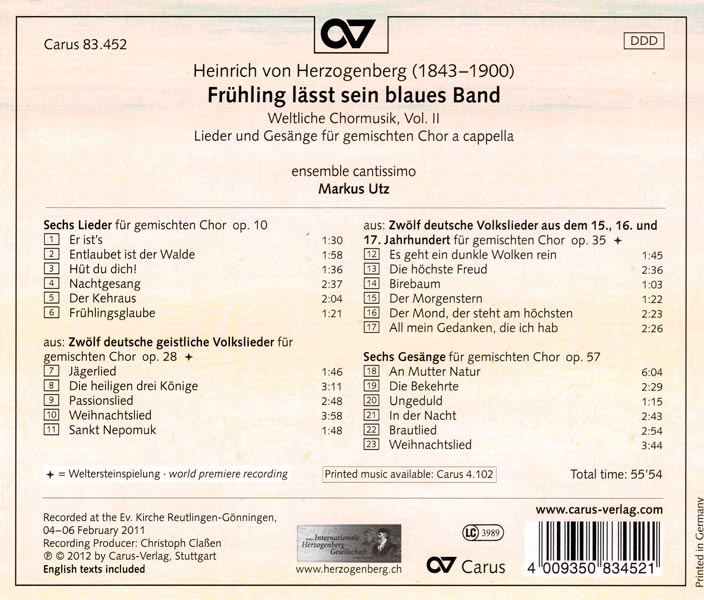 Carus 83.452
DDD
Heinrich von Herzogenberg (1843–1900)
Frühling lässt sein blaues Band
Weltliche Chormusik, Vol. II
Lieder und Gesänge für gemischten Chor a cappella
ensemble cantissimo
Markus Utz
Sechs Lieder für gemischten Chor op. 10
1 Er ist's 1:30
2 Entlaubet ist der Walde 1:58
3 Hüt du dich! 1:36
4 Nachtgesang 2:37
5 Der Kehraus 2:04
6 Frühlingsglaube 1:21
aus: Zwölf deutsche geistliche Volkslieder für
gemischten Chor op. 28 ✦
7 Jägerlied 1:46
8 Die heiligen drei Könige 3:11
9 Passionslied 2:48
10 Weihnachtslied 3:58
11 Sankt Nepomuk 1:48
aus: Zwölf deutsche Volkslieder aus dem 15., 16. und
17. Jahrhundert für gemischten Chor op. 35 ✦
12 Es geht ein dunkle Wolken rein 1:45
13 Die höchste Freud 2:36
14 Birebaum 1:03
15 Der Morgenstern 1:22
16 Der Mond, der steht am höchsten 2:23
17 All mein Gedanken, die ich hab 2:26
Sechs Gesänge für gemischten Chor op. 57
18 An Mutter Natur 6:04
19 Die Bekehrte 2:29
20 Ungeduld 1:15
21 In der Nacht 2:43
22 Brautlied 2:54
23 Weihnachtslied 3:44
✦ = Weltersteinspielung · world premiere recording
Printed music available: Carus 4.102
Total time: 55'54
Recorded at the Ev. Kirche Reutlingen-Gönningen,
04–06 February 2011
Recording Producer: Christoph Claßen
℗ © 2012 by Carus-Verlag, Stuttgart
English texts included
Internationale
Herzogenberg-
Gesellschaft
www.herzogenberg.ch
LC 3989
Carus
www.carus-verlag.com
4 009350 834521
Printed in Germany